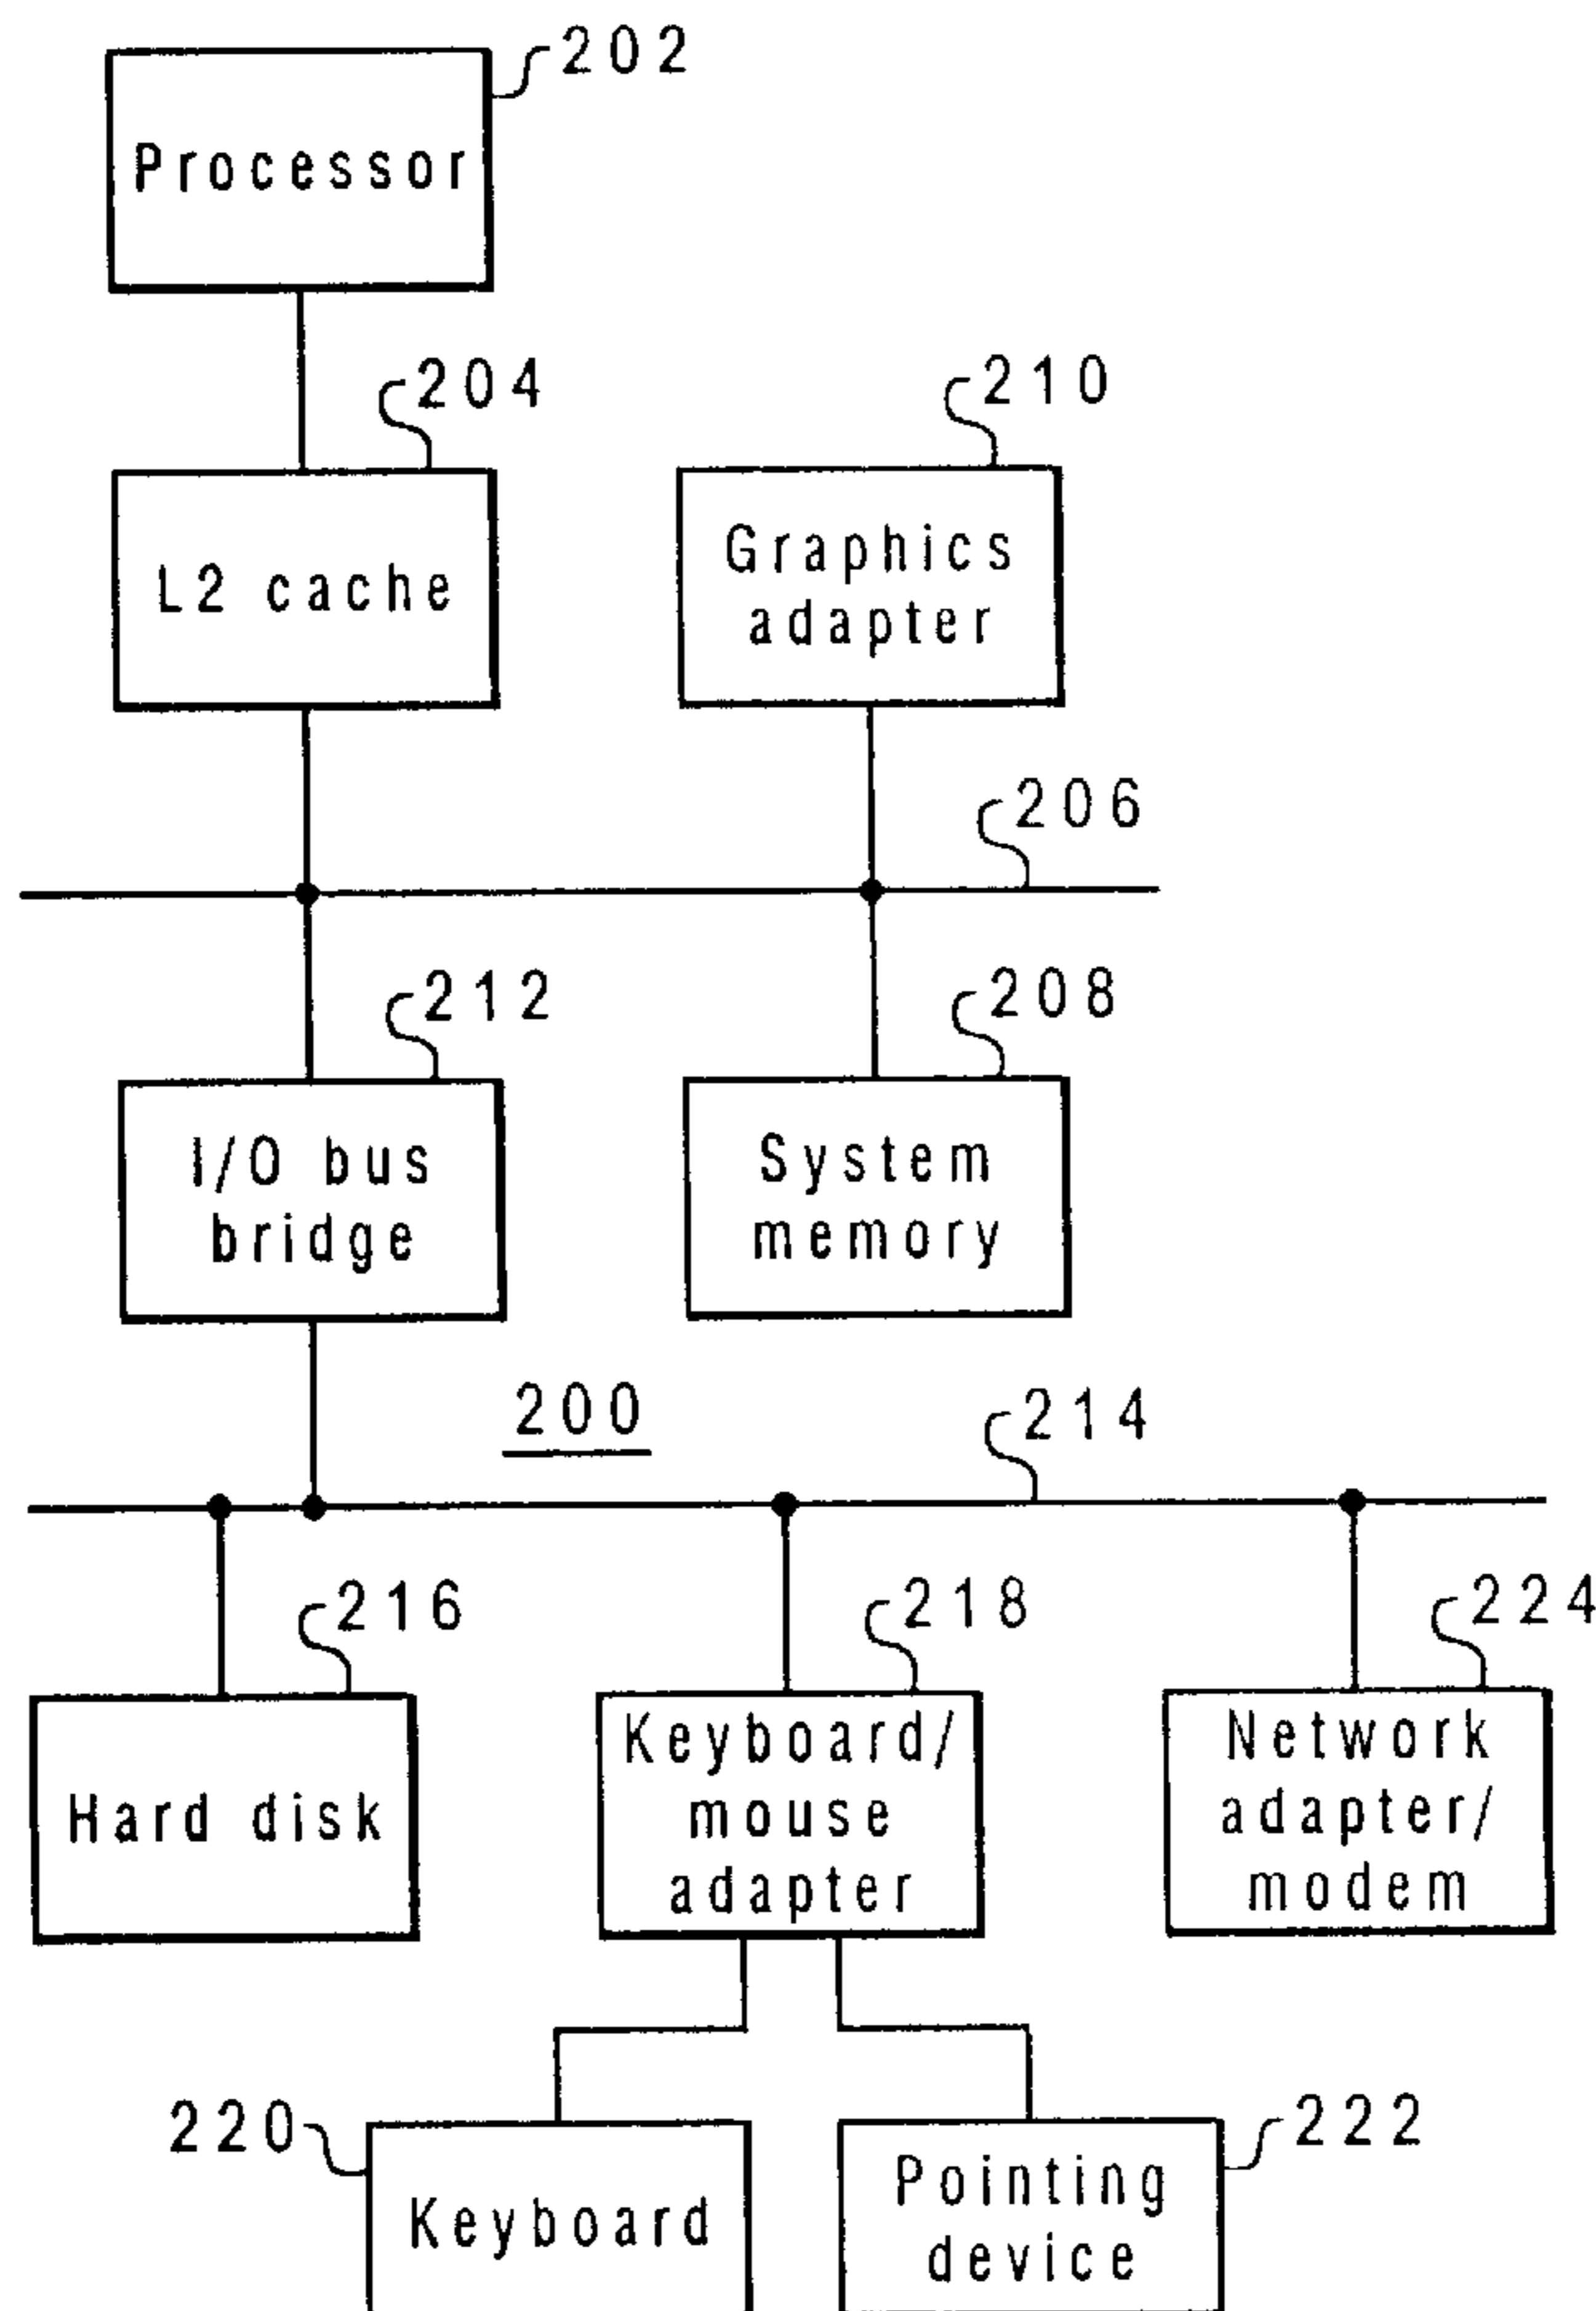 202
Processor
204
210
L2 cache
Graphics
adapter
206
212
208
I/O bus
bridge
System
memory
200
214
216
218
224
Hard disk
Keyboard/
mouse
adapter
Network
adapter/
modem
220
Keyboard
222
Pointing
device